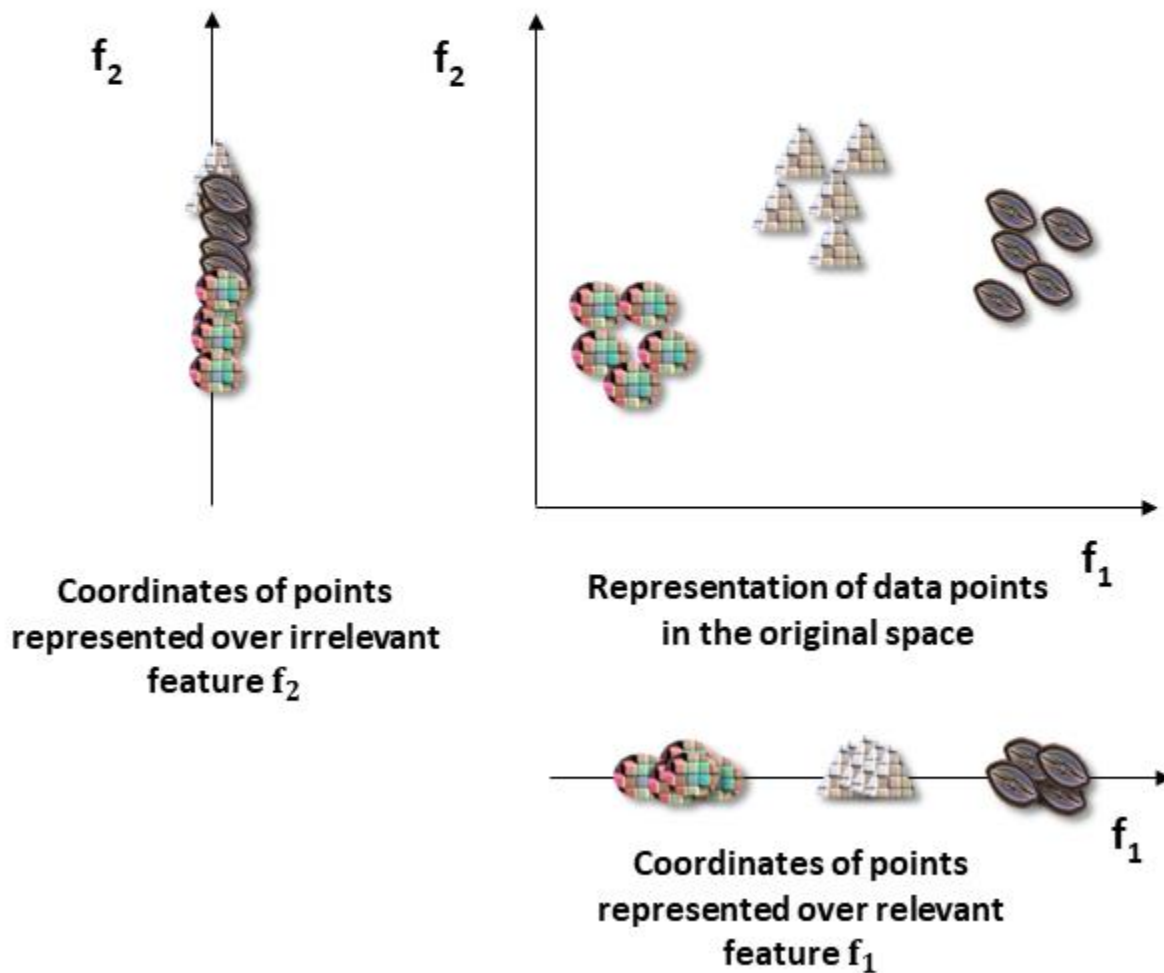 f₂
f₂
f₁
Coordinates of points
represented over irrelevant
feature f₂
Representation of data points
in the original space
f₁
Coordinates of points
represented over relevant
feature f₁